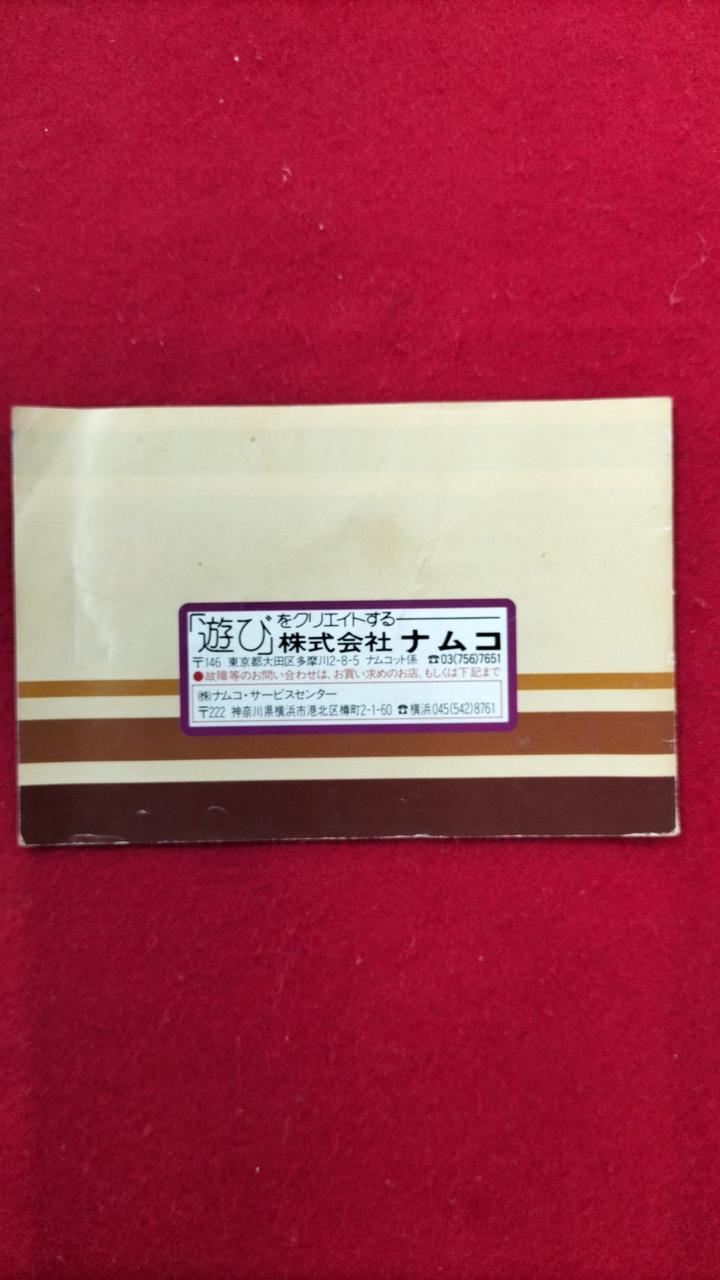 「遊び」をクリエイトする
株式会社 ナムコ
〒146 東京都大田区多摩川2-8-5 ナムコット係 ☎03(756)7651
●故障等のお問い合わせは、お買い求めのお店、もしくは下記まで
㈱ナムコ・サービスセンター
〒222 神奈川県横浜市港北区樽町2-1-60 ☎横浜045(542)8761